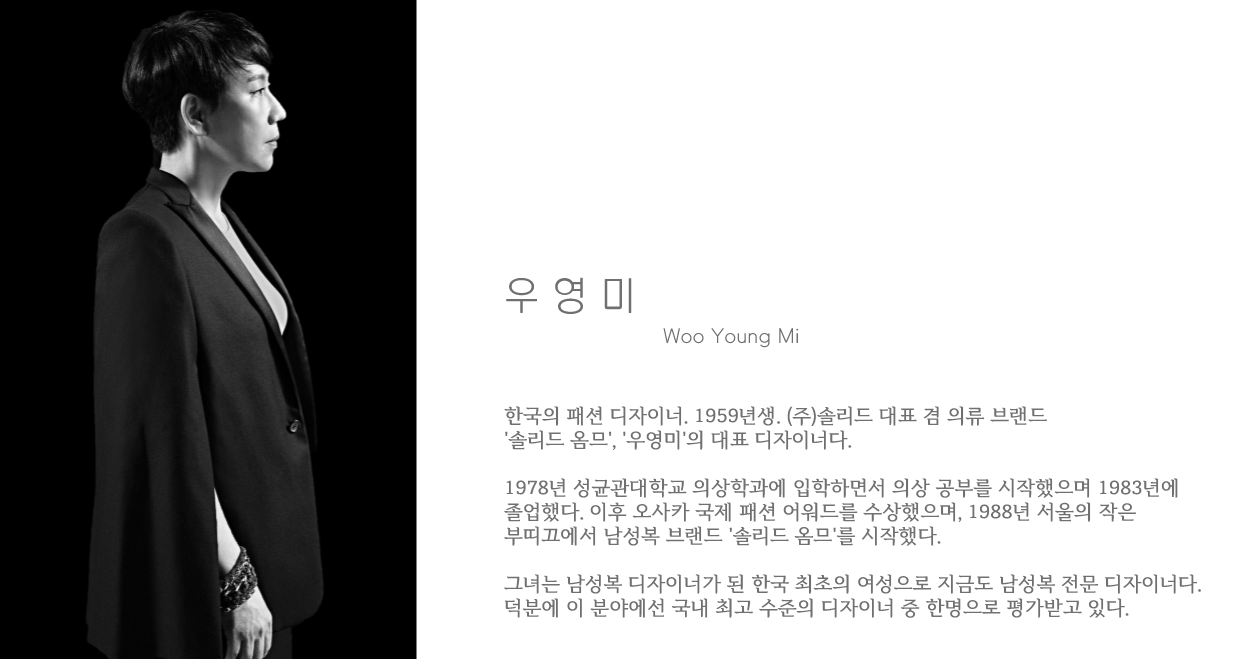 우영미
Woo Young Mi
한국의 패션 디자이너. 1959년생. (주)솔리드 대표 겸 의류 브랜드
'솔리드 옴므', '우영미'의 대표 디자이너다.
1978년 성균관대학교 의상학과에 입학하면서 의상 공부를 시작했으며 1983년에
졸업했다. 이후 오사카 국제 패션 어워드를 수상했으며, 1988년 서울의 작은
부띠끄에서 남성복 브랜드 '솔리드 옴므'를 시작했다.
그녀는 남성복 디자이너가 된 한국 최초의 여성으로 지금도 남성복 전문 디자이너다.
덕분에 이 분야에선 국내 최고 수준의 디자이너 중 한명으로 평가받고 있다.